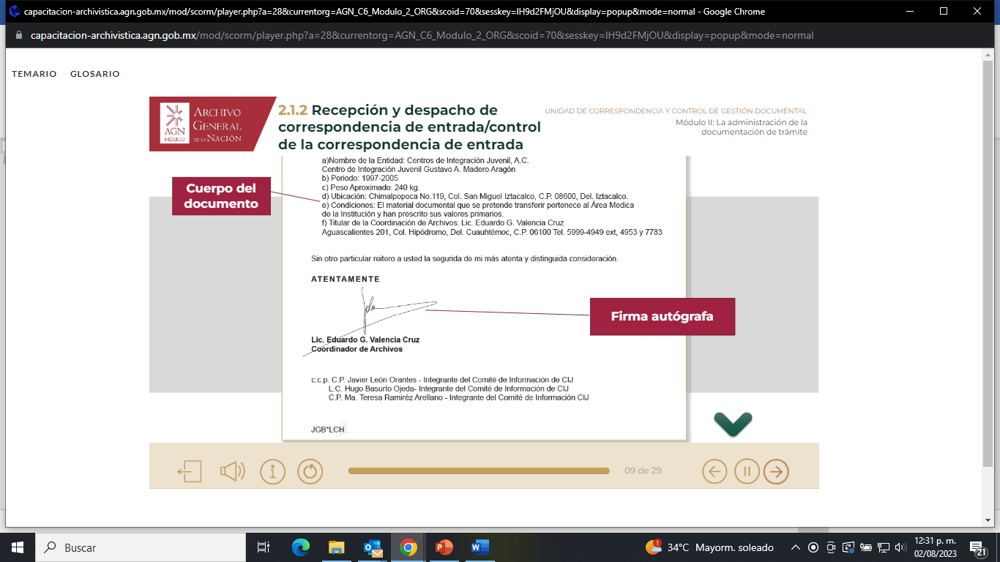 capacitacion-archivistica.agn.gob.mx/mod/scorm/player.php?a=28&currentorg=AGN_C6_Modulo_2_ORG&scoid=70&sesskey=IH9d2FMjOU&display=popup&mode=normal - Google Chrome
capacitacion-archivistica.agn.gob.mx/mod/scorm/player.php?a=28&currentorg=AGN_C6_Modulo_2_ORG&scoid=70&sesskey=IH9d2FMjOU&display=popup&mode=normal
TEMARIO GLOSARIO
AGN
MÉXICO
ARCHIVO
GENERAL
DE LA NACIÓN
2.1.2 Recepción y despacho de
correspondencia de entrada/control
de la correspondencia de entrada
UNIDAD DE CORRESPONDENCIA Y CONTROL DE GESTIÓN DOCUMENTAL
Módulo II: La administración de la
documentación de trámite
a)Nombre de la Entidad: Centros de Integración Juvenil, A.C.
Centro de Integración Juvenil Gustavo A. Madero Aragón
b) Periodo: 1997-2005
c) Peso Aproximado: 240 kg.
d) Ubicación: Chimalpopoca No.119, Col. San Miguel Iztacalco, C.P. 08600, Del. Iztacalco.
e) Condiciones: El material documental que se pretende transferir pertenece al Área Medica
de la Institución y han prescrito sus valores primarios.
f) Titular de la Coordinación de Archivos: Lic. Eduardo G. Valencia Cruz
Aguascalientes 201, Col. Hipódromo, Del. Cuauhtémoc, C.P. 06100 Tel. 5999-4949 ext, 4953 y 7783
Cuerpo del
documento
Sin otro particular reitero a usted la segurida de mi más atenta y distinguida consideración.
ATENTAMENTE
Firma autógrafa
Lic. Eduardo G. Valencia Cruz
Coordinador de Archivos
c.c.p. C.P. Javier León Orantes - Integrante del Comité de Información de CIJ
L.C. Hugo Basurto Ojeda- Integrante del Comité de Información de CIJ
C.P. Ma. Teresa Ramiréz Arellano - Integrante del Comité de Información CIJ
JGB*LCH
09 de 29
Buscar
34°C Mayorm. soleado
12:31 p. m.
02/08/2023
21